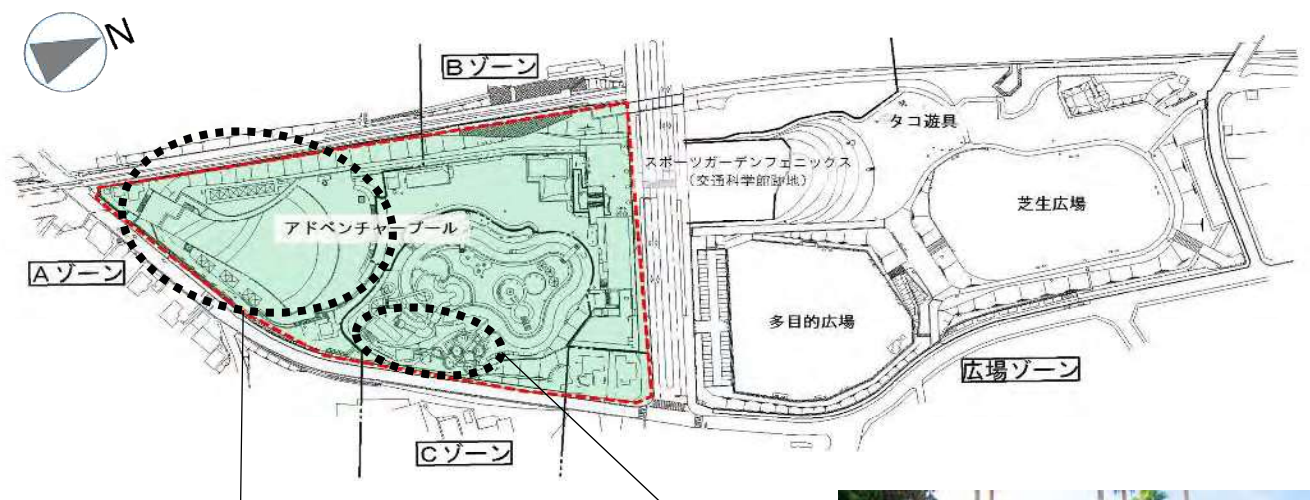 N
Bゾーン
タコ遊具
スポーツガーデンフェニックス
(交通科学館跡地)
芝生広場
アドベンチャープール
Aゾーン
多目的広場
広場ゾーン
Cゾーン